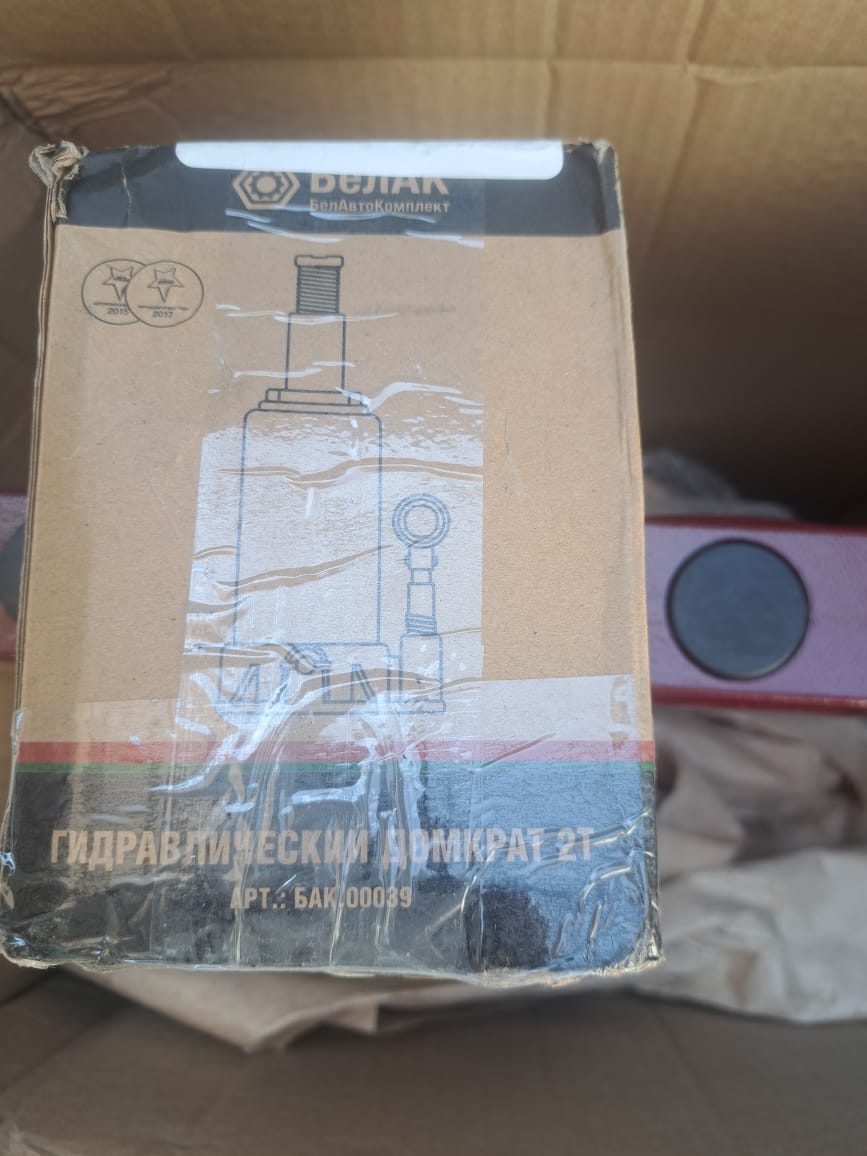 БелАК
БелАвтоКомплект
2015
2017
ГИДРАВЛИЧЕСКИЙ ДОМКРАТ 2Т
АРТ.: БАК.00039